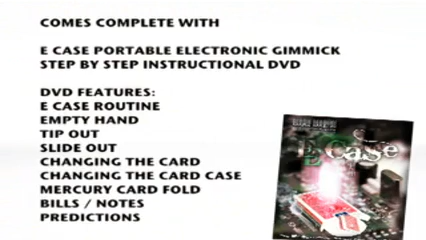 COMES COMPLETE WITH
E CASE PORTABLE ELECTRONIC GIMMICK
STEP BY STEP INSTRUCTIONAL DVD
DVD FEATURES:
E CASE ROUTINE
EMPTY HAND
TIP OUT
SLIDE OUT
CHANGING THE CARD
CHANGING THE CARD CASE
MERCURY CARD FOLD
BILLS / NOTES
PREDICTIONS
E Case